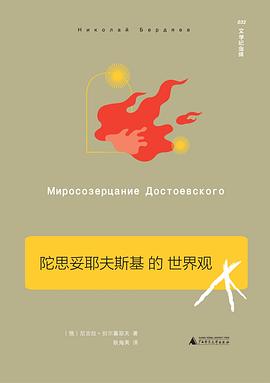 Николай Бердяев
032
文学纪念碑
Миросозерцание Достоевского
陀思妥耶夫斯基 的 世界观
（俄）尼古拉·别尔嘉耶夫 著
耿海英 译
广西师范大学出版社